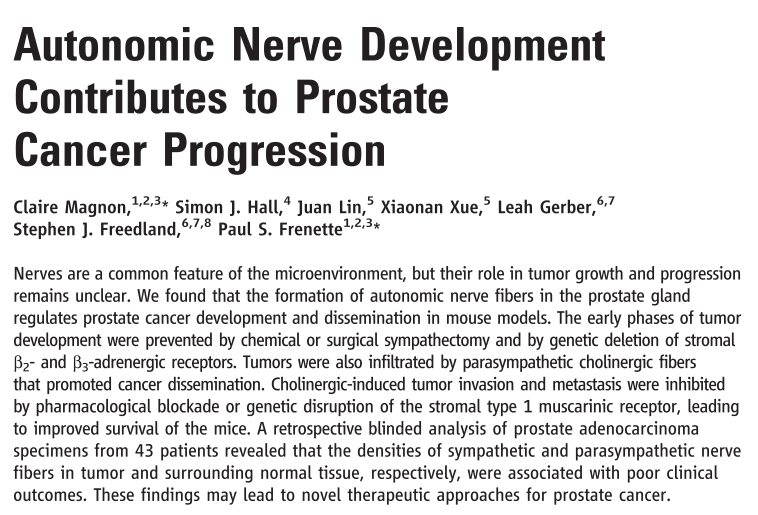 Autonomic Nerve Development
Contributes to Prostate
Cancer Progression
Claire Magnon,1,2,3* Simon J. Hall,4 Juan Lin,5 Xiaonan Xue,5 Leah Gerber,6,7
Stephen J. Freedland,6,7,8 Paul S. Frenette1,2,3*
Nerves are a common feature of the microenvironment, but their role in tumor growth and progression
remains unclear. We found that the formation of autonomic nerve fibers in the prostate gland
regulates prostate cancer development and dissemination in mouse models. The early phases of tumor
development were prevented by chemical or surgical sympathectomy and by genetic deletion of stromal
β2- and β3-adrenergic receptors. Tumors were also infiltrated by parasympathetic cholinergic fibers
that promoted cancer dissemination. Cholinergic-induced tumor invasion and metastasis were inhibited
by pharmacological blockade or genetic disruption of the stromal type 1 muscarinic receptor, leading
to improved survival of the mice. A retrospective blinded analysis of prostate adenocarcinoma
specimens from 43 patients revealed that the densities of sympathetic and parasympathetic nerve
fibers in tumor and surrounding normal tissue, respectively, were associated with poor clinical
outcomes. These findings may lead to novel therapeutic approaches for prostate cancer.